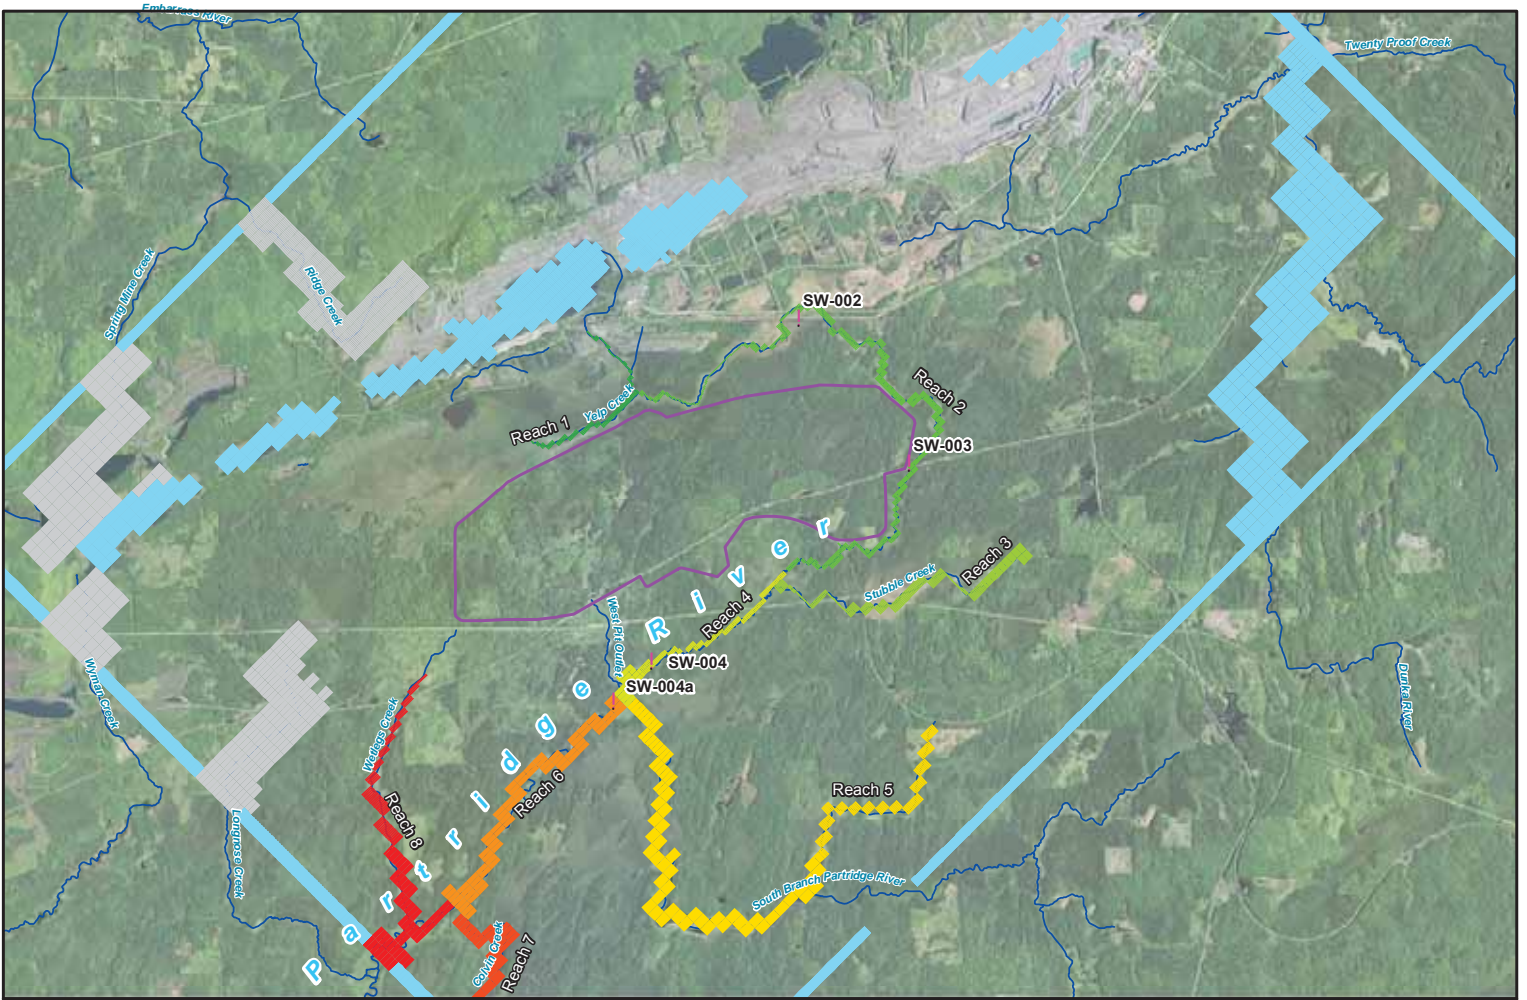 Embarrass River
Twenty Proof Creek
Spring Mine Creek
Ridge Creek
SW-002
Reach 2
Yelp Creek
Reach 1
SW-003
Reach 3
Stubble Creek
Reach 4
West Pit Outlet
SW-004
SW-004a
Partridge River
Wyman Creek
Wetlegs Creek
Dunka River
Reach 6
Reach 5
Reach 8
Longnose Creek
South Branch Partridge River
Colvin Creek
Reach 7